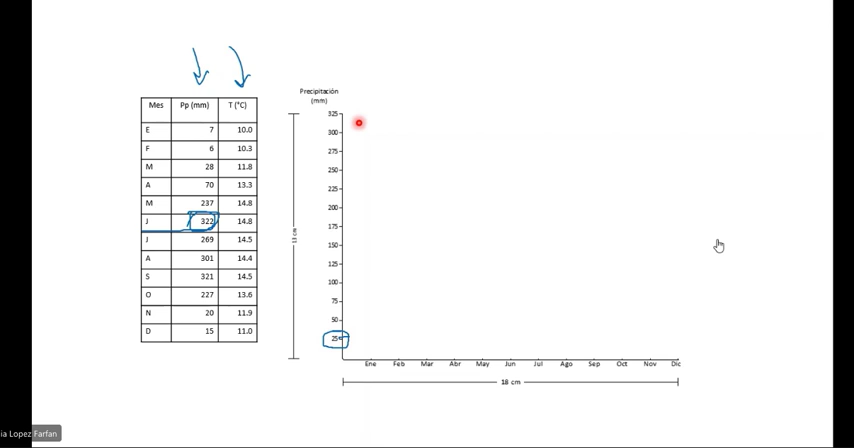 Mes Pp (mm) T (°C)
E 7 10.0
F 6 10.3
M 28 11.8
A 70 13.3
M 237 14.8
J 322 14.8
J 269 14.5
A 301 14.4
S 321 14.5
O 227 13.6
N 20 11.9
D 15 11.0
Precipitación
(mm)
325
300
275
250
225
200
175
150
125
100
75
50
25
13 cm
Ene Feb Mar Abr May Jun Jul Ago Sep Oct Nov Dic
18 cm
ia Lopez Farfan